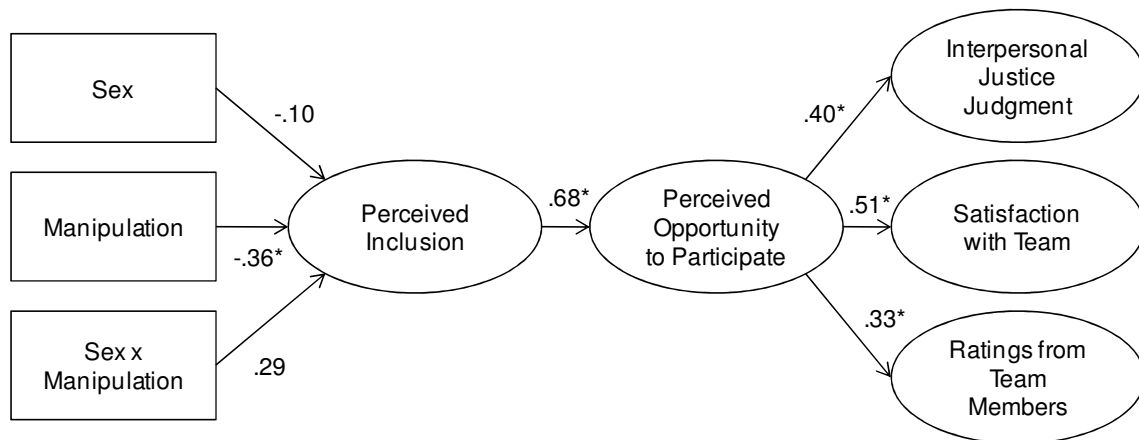 Sex
Manipulation
Sex x
Manipulation
-.10
-.36*
.29
Perceived
Inclusion
.68*
Perceived
Opportunity
to Participate
.40*
.51*
.33*
Interpersonal
Justice
Judgment
Satisfaction
with Team
Ratings from
Team
Members